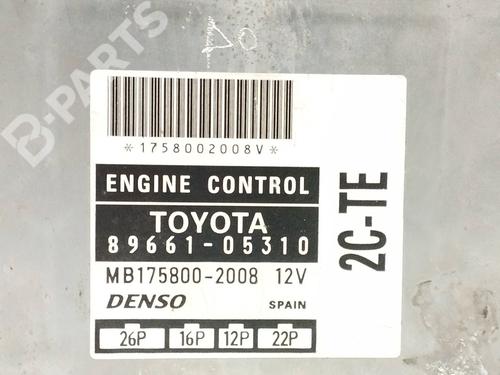 B-PARTS
*1758002008V*
ENGINE CONTROL
TOYOTA
89661-05310
MB175800-2008 12V
DENSO SPAIN
26P 16P 12P 22P
2C-TE